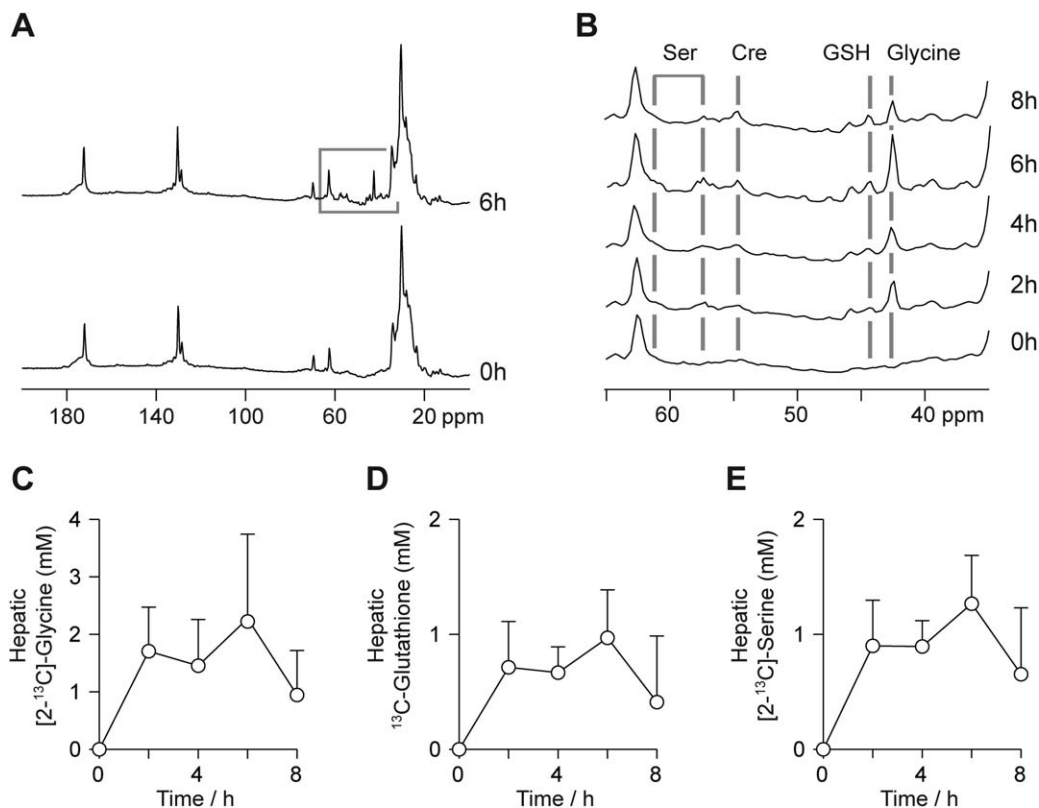 A
6h
0h
180
140
100
60
20 ppm
B
Ser
Cre
GSH
Glycine
8h
6h
4h
2h
0h
60
50
40 ppm
C
Hepatic
[2-¹³C]-Glycine (mM)
4
3
2
1
0
0
4
8
Time / h
D
Hepatic
¹³C-Glutathione (mM)
2
1
0
0
4
8
Time / h
E
Hepatic
[2-¹³C]-Serine (mM)
2
1
0
0
4
8
Time / h